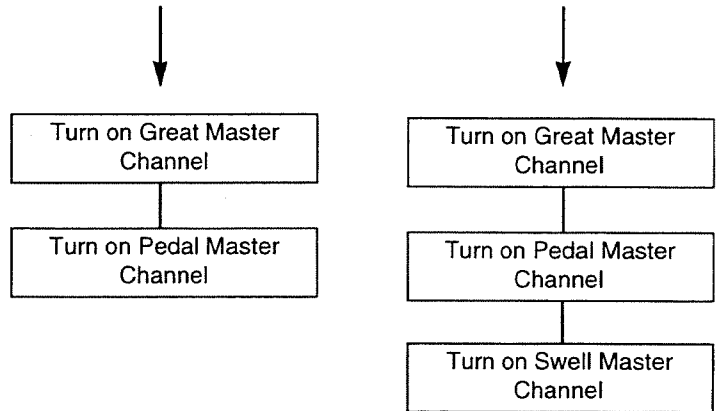 Turn on Great Master
Channel
Turn on Pedal Master
Channel
Turn on Great Master
Channel
Turn on Pedal Master
Channel
Turn on Swell Master
Channel